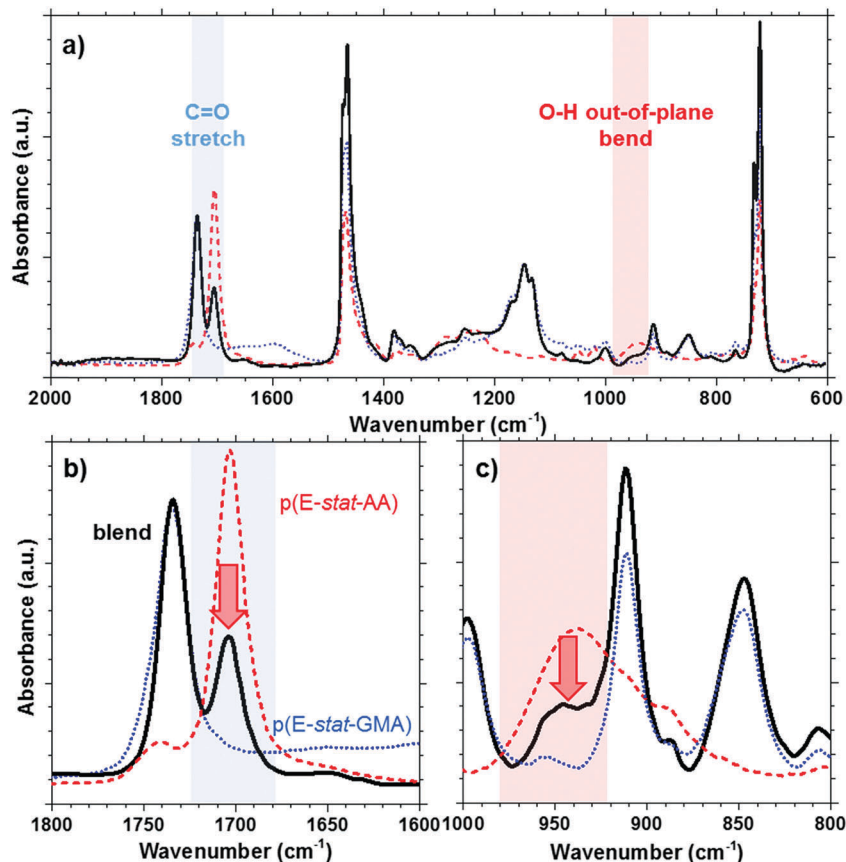 a)
C=O
stretch
O-H out-of-plane
bend
Absorbance (a.u.)
2000 1800 1600 1400 1200 1000 800 600
Wavenumber (cm⁻¹)
b)
blend
p(E-stat-AA)
p(E-stat-GMA)
Absorbance (a.u.)
1800 1750 1700 1650 1600
Wavenumber (cm⁻¹)
c)
1000 950 900 850 800
Wavenumber (cm⁻¹)